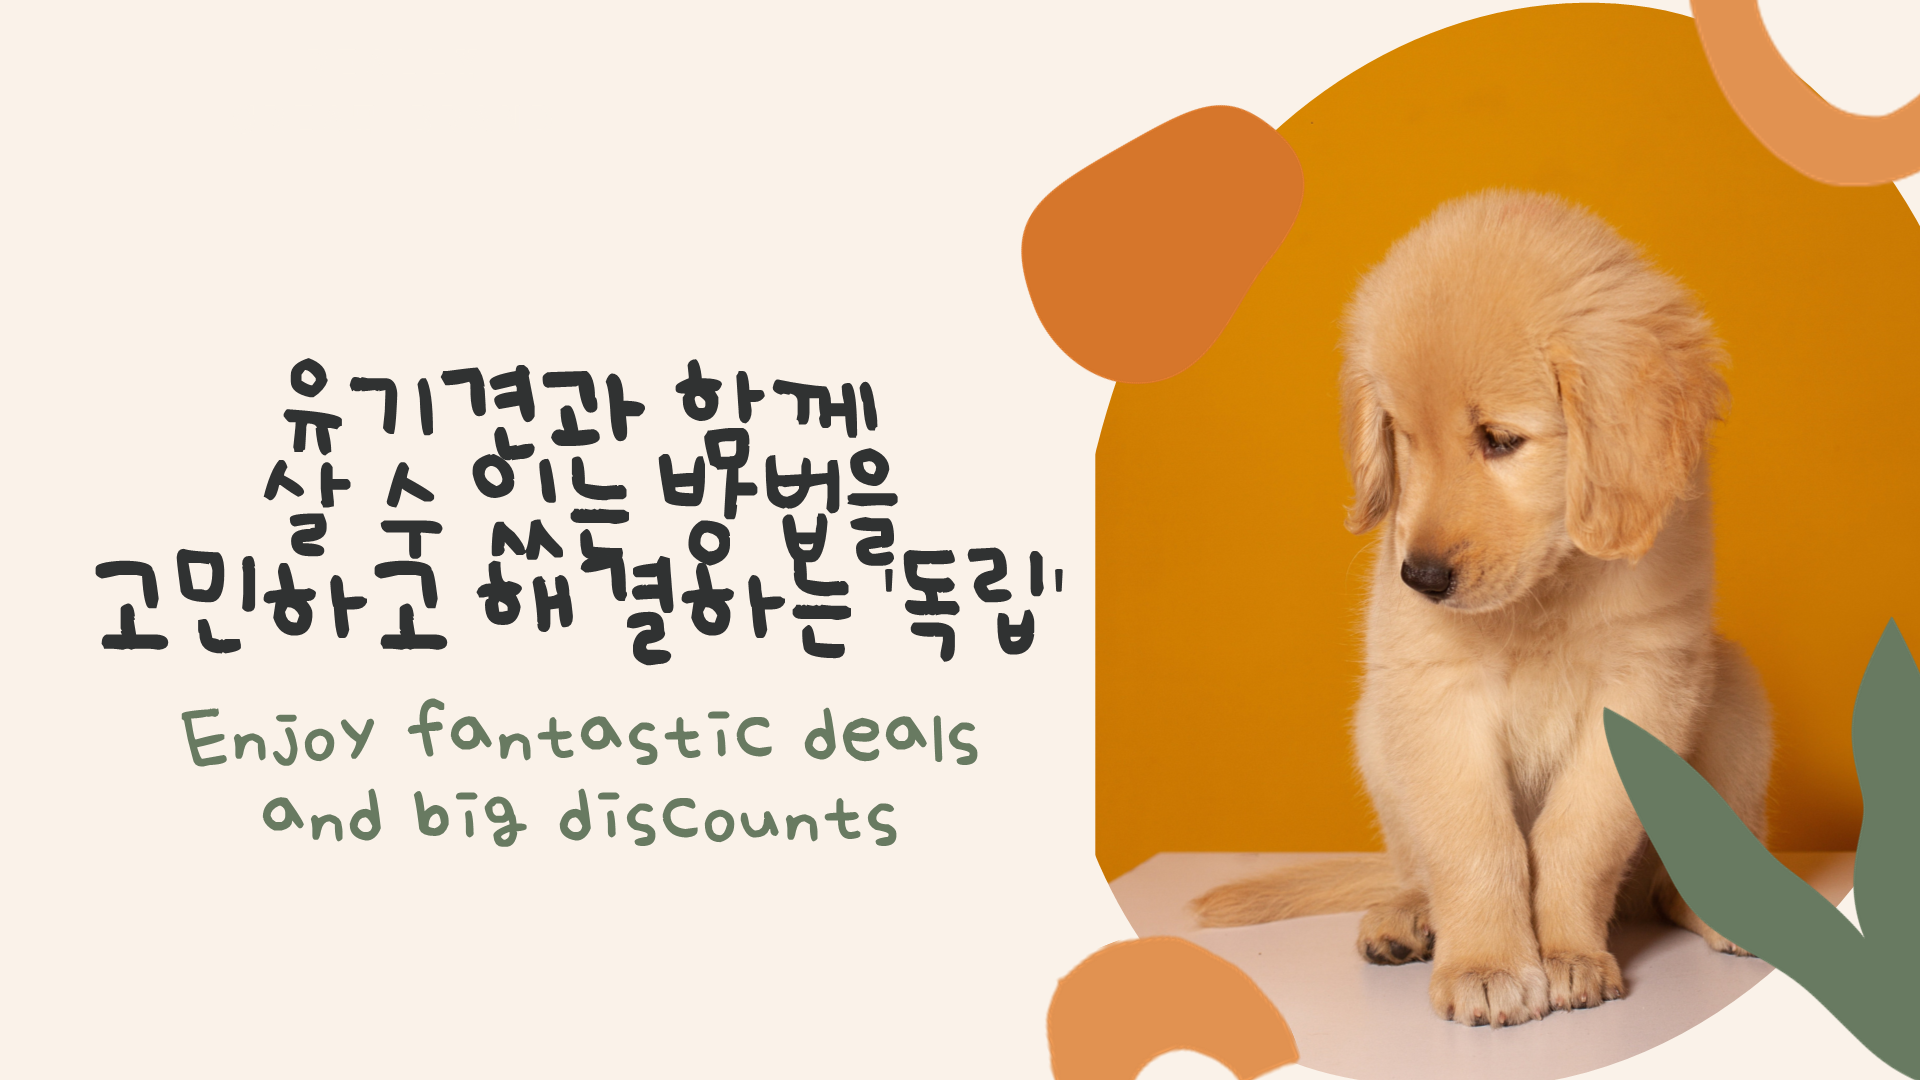 유기견과 함께
살 수 있는 방법을
고민하고 해결하는 '독립'
Enjoy fantastic deals
and big discounts